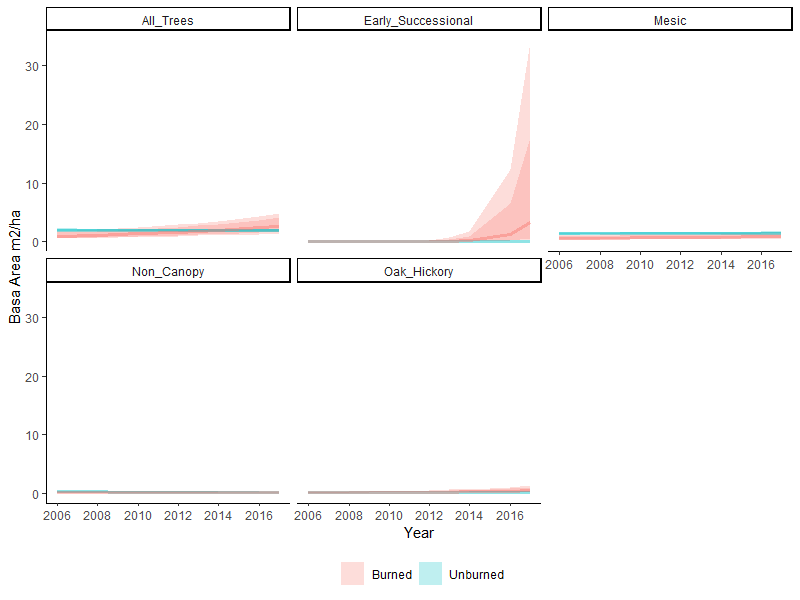 All_Trees Early_Successional Mesic
30
20
10
0
2006 2008 2010 2012 2014 2016
Non_Canopy Oak_Hickory
30
20
10
0
2006 2008 2010 2012 2014 2016 2006 2008 2010 2012 2014 2016
Basa Area m2/ha
Year
Burned Unburned